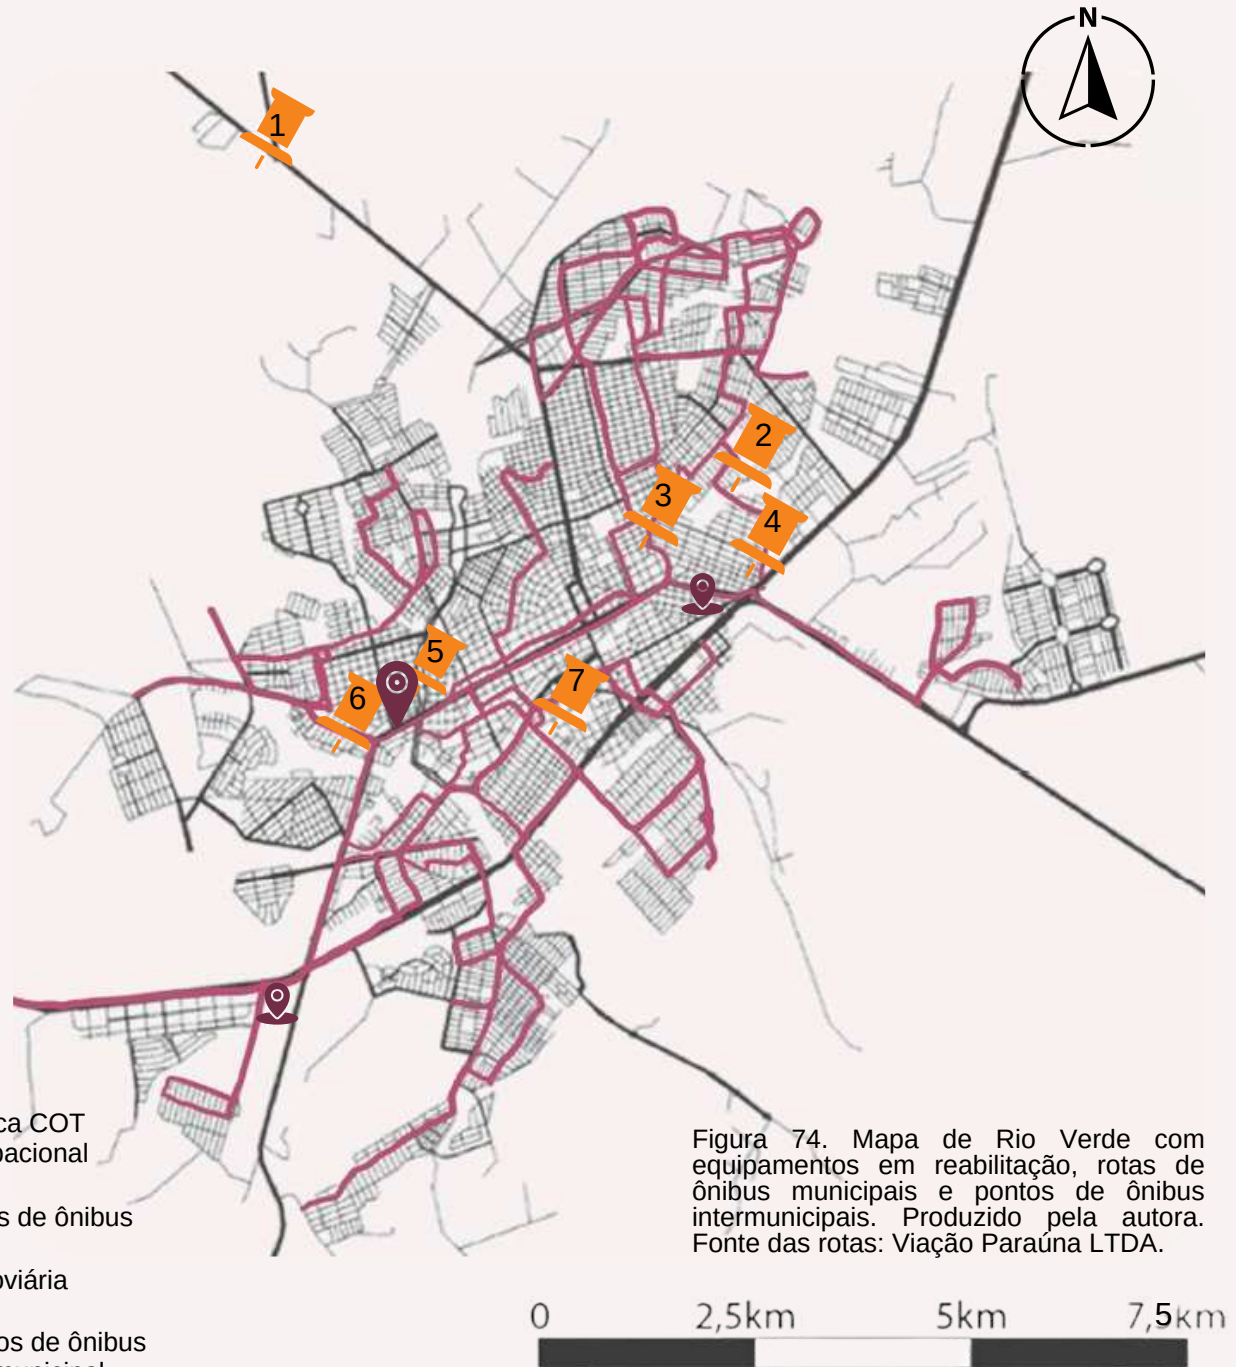 N
1
2
3
4
5
6
7
ca COT
pacional
s de ônibus
oviária
os de ônibus
Figura 74. Mapa de Rio Verde com
equipamentos em reabilitação, rotas de
ônibus municipais e pontos de ônibus
intermunicipais. Produzido pela autora.
Fonte das rotas: Viação Paraúna LTDA.
0 2,5km 5km 7,5km